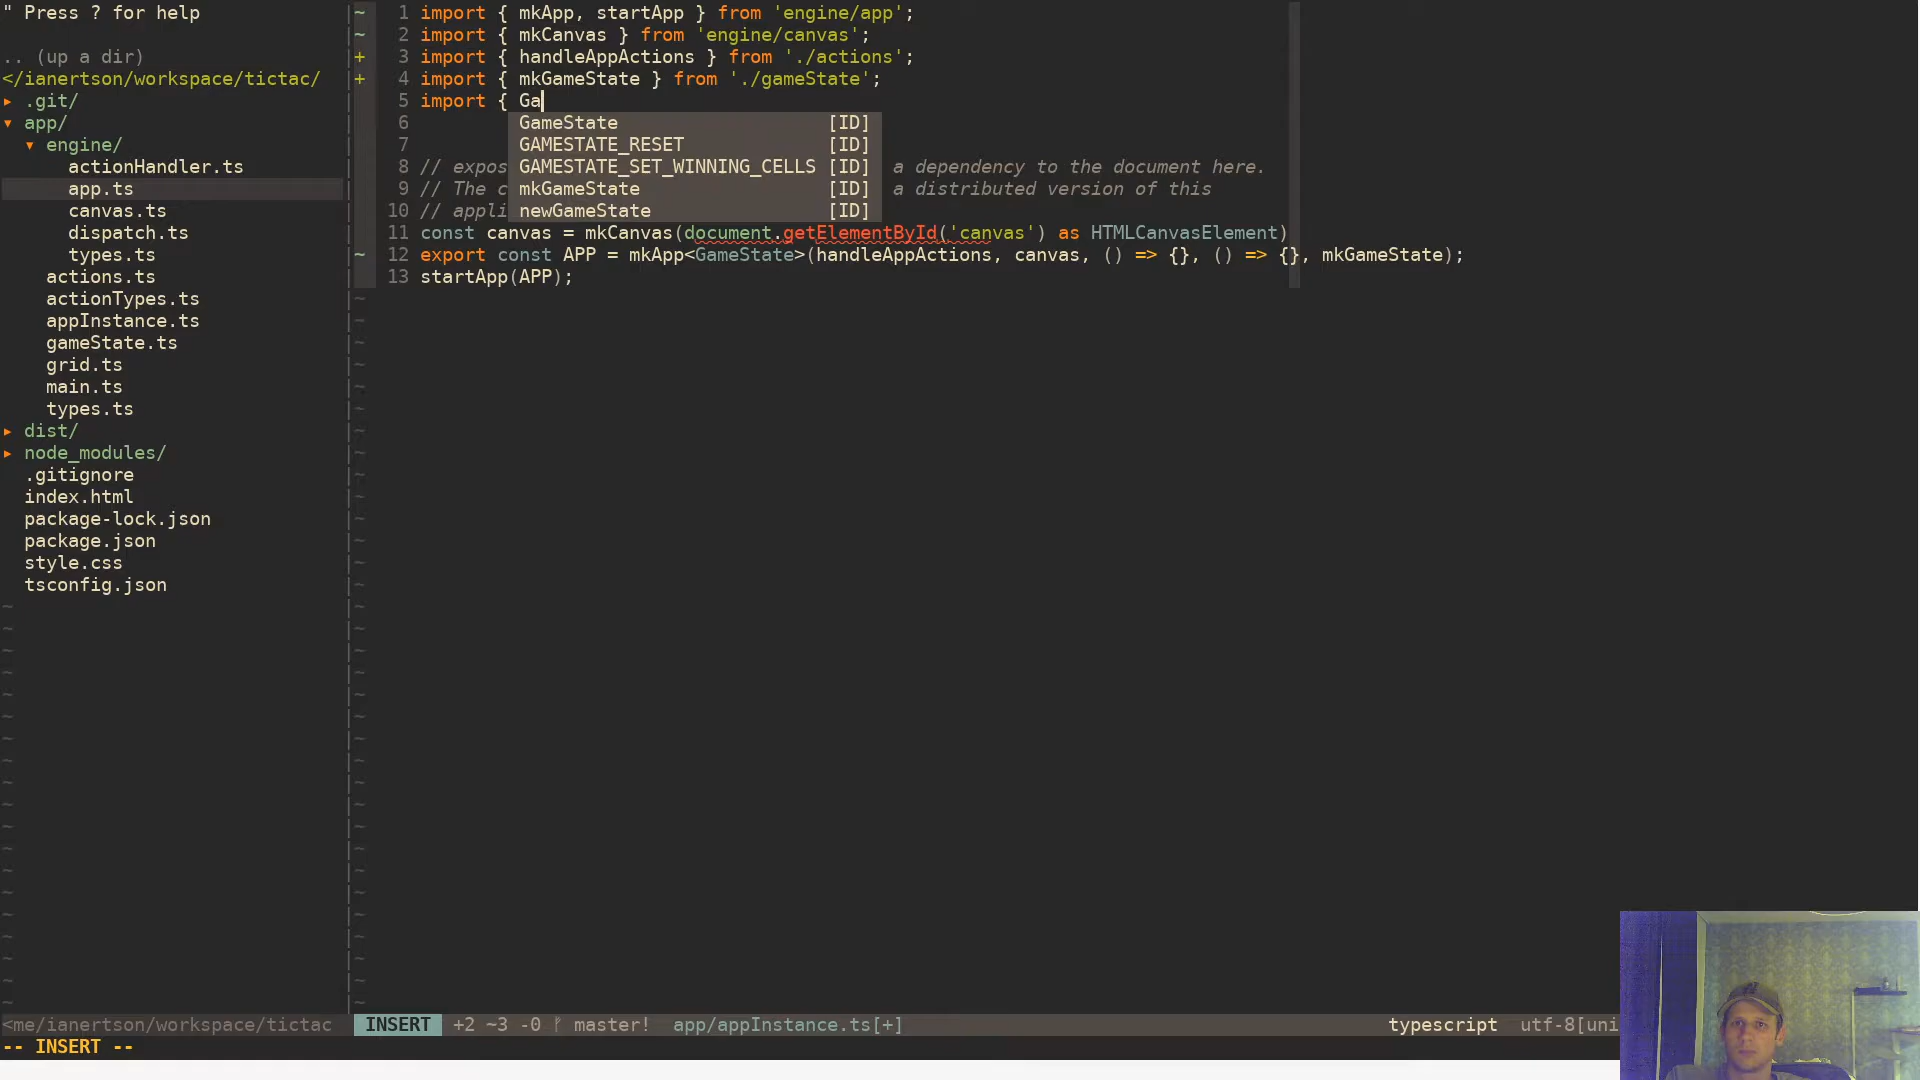 " Press ? for help
.. (up a dir)
</ianertson/workspace/tictac/
▸ .git/
▾ app/
▾ engine/
actionHandler.ts
app.ts
canvas.ts
dispatch.ts
types.ts
actions.ts
actionTypes.ts
appInstance.ts
gameState.ts
grid.ts
main.ts
types.ts
▸ dist/
▸ node_modules/
.gitignore
index.html
package-lock.json
package.json
style.css
tsconfig.json
~ 1 import { mkApp, startApp } from 'engine/app';
~ 2 import { mkCanvas } from 'engine/canvas';
+ 3 import { handleAppActions } from './actions';
+ 4 import { mkGameState } from './gameState';
5 import { Ga
6
7
8 // expos a dependency to the document here.
9 // The c a distributed version of this
10 // appli
GameState [ID]
GAMESTATE_RESET [ID]
GAMESTATE_SET_WINNING_CELLS [ID]
mkGameState [ID]
newGameState [ID]
11 const canvas = mkCanvas(document.getElementById('canvas') as HTMLCanvasElement)
~ 12 export const APP = mkApp<GameState>(handleAppActions, canvas, () => {}, () => {}, mkGameState);
13 startApp(APP);
<me/ianertson/workspace/tictac INSERT +2 ~3 -0 ᚠ master! app/appInstance.ts[+] typescript utf-8[uni
-- INSERT --